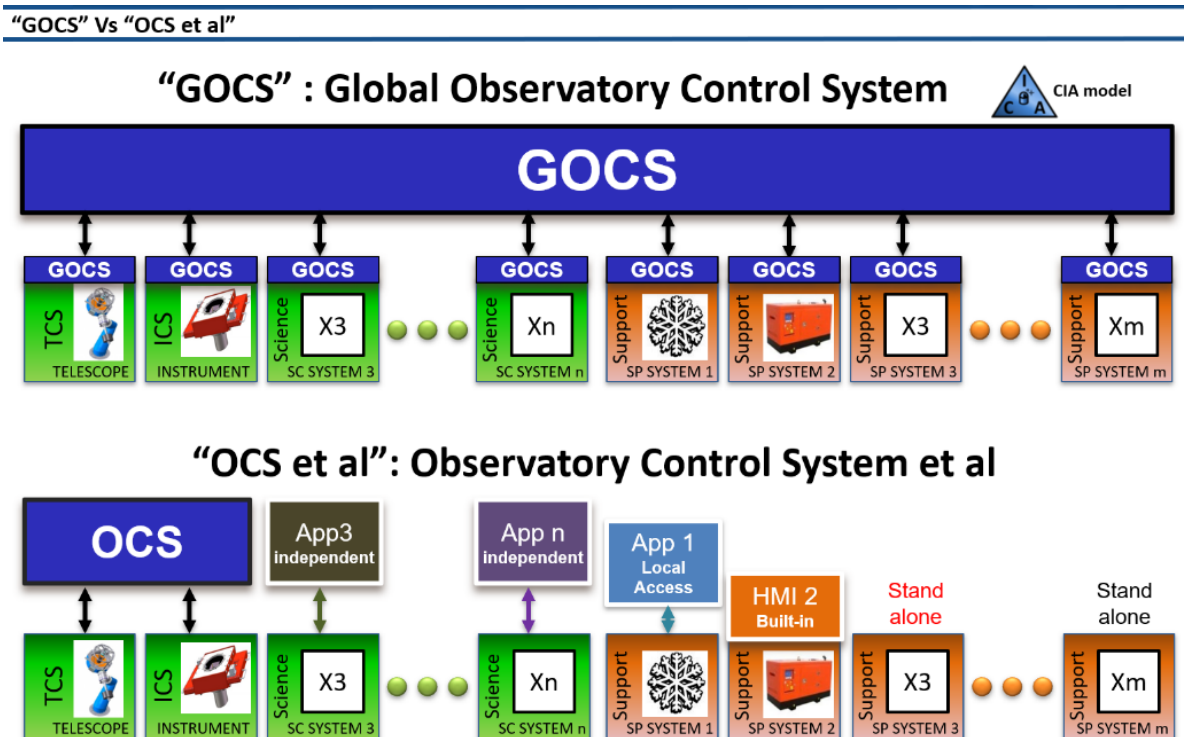 “GOCS” Vs “OCS et al”
“GOCS” : Global Observatory Control System
I
C & A
CIA model
GOCS
GOCS GOCS GOCS GOCS GOCS GOCS GOCS GOCS
TCS ICS Science X3 Science Xn Support Support Support X3 Support Xm
TELESCOPE INSTRUMENT SC SYSTEM 3 SC SYSTEM n SP SYSTEM 1 SP SYSTEM 2 SP SYSTEM 3 SP SYSTEM m
“OCS et al”: Observatory Control System et al
OCS
App3
independent
App n
independent
App 1
Local
Access
HMI 2
Built-in
Stand
alone
Stand
alone
TCS ICS Science X3 Science Xn Support Support Support X3 Support Xm
TELESCOPE INSTRUMENT SC SYSTEM 3 SC SYSTEM n SP SYSTEM 1 SP SYSTEM 2 SP SYSTEM 3 SP SYSTEM m